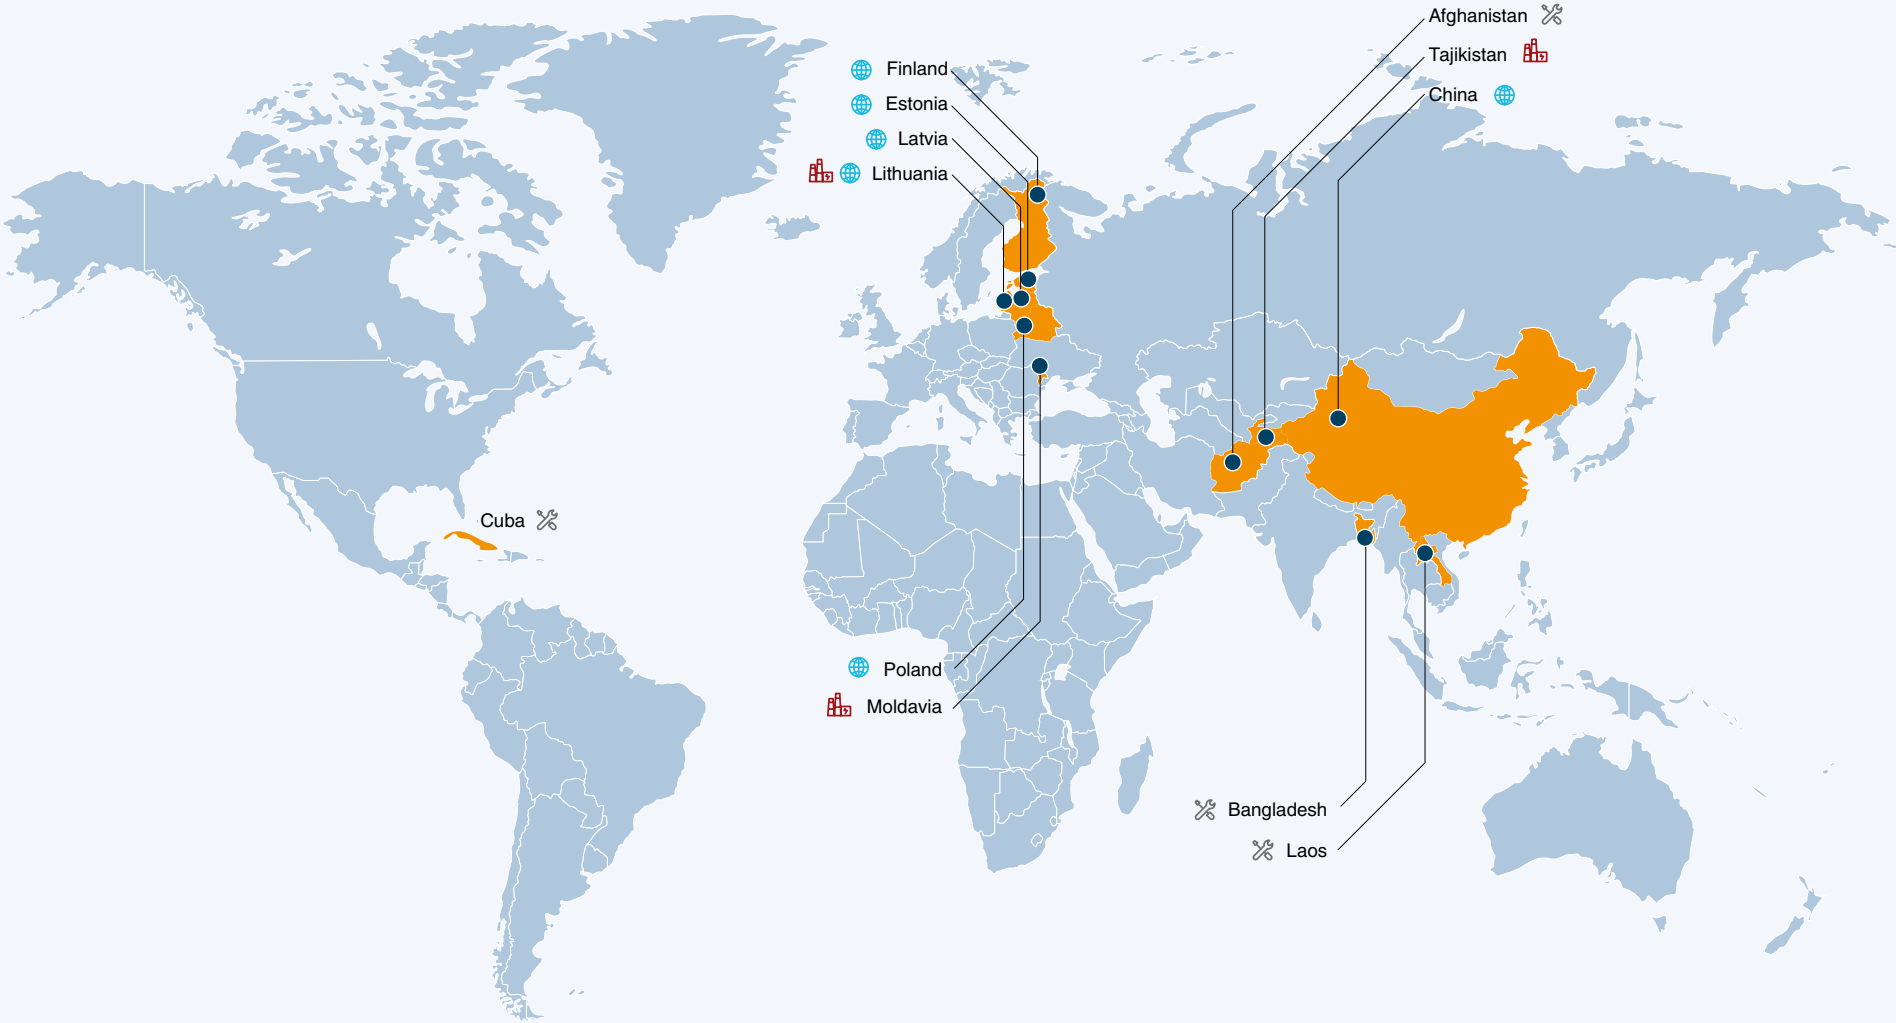 Afghanistan
Tajikistan
China
Finland
Estonia
Latvia
Lithuania
Cuba
Poland
Moldavia
Bangladesh
Laos